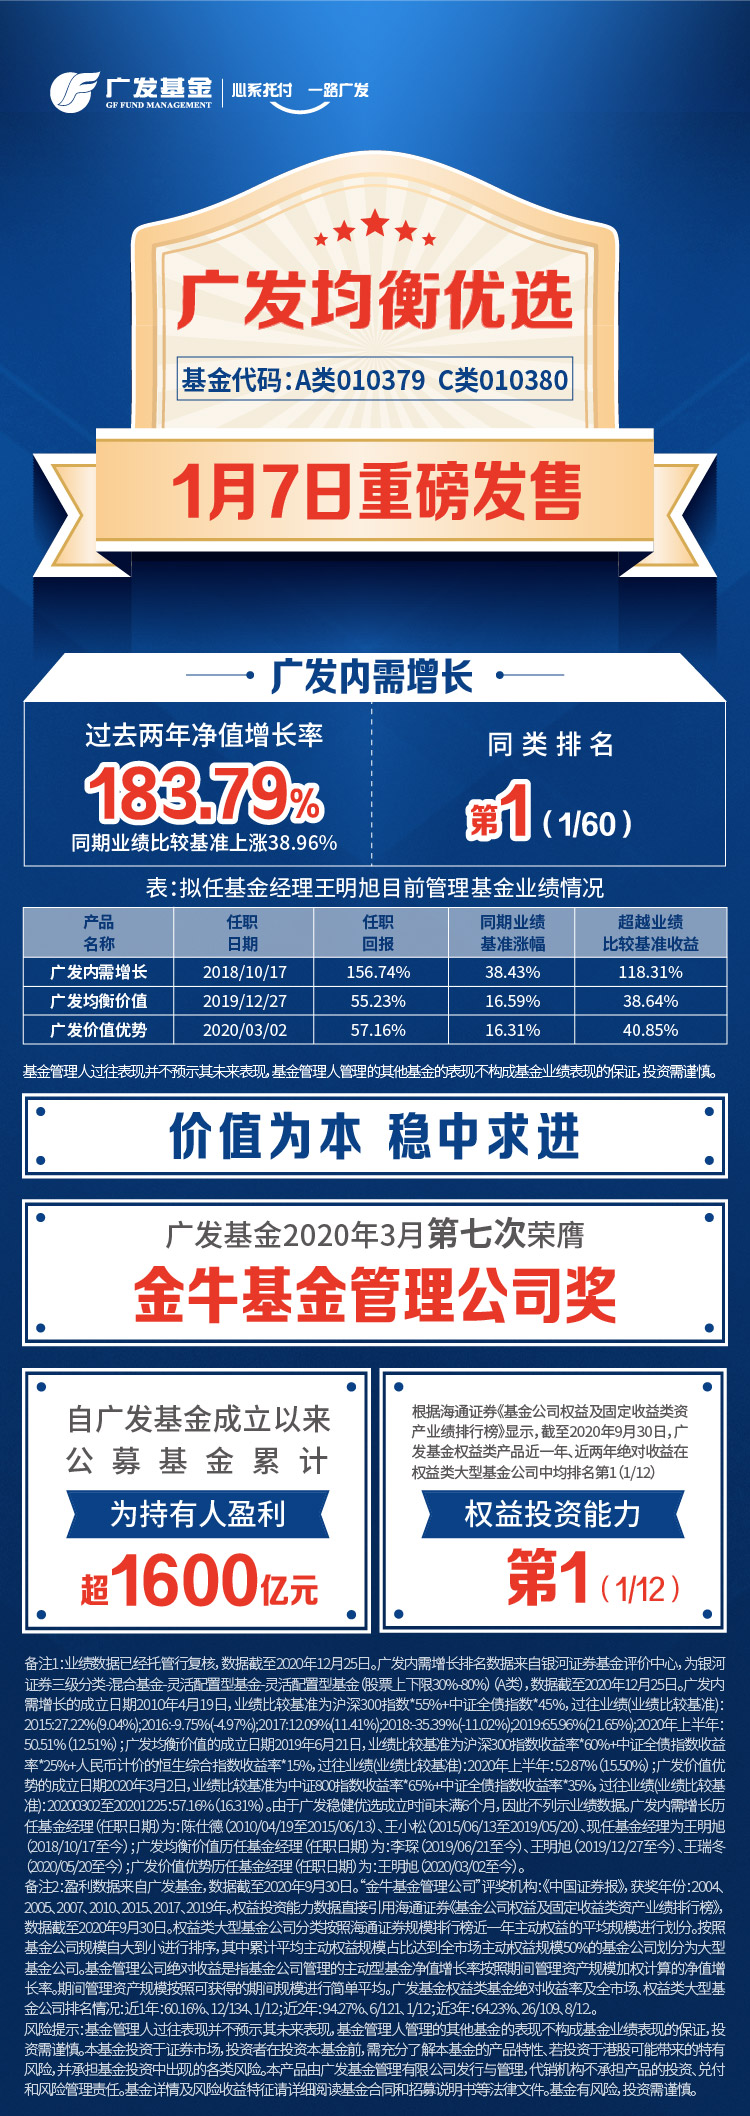 广发基金
GF FUND MANAGEMENT
心系托付 一路广发
广发均衡优选
基金代码：A类010379 C类010380
1月7日重磅发售
广发内需增长
过去两年净值增长率
183.79%
同期业绩比较基准上涨38.96%
同类排名
第1（1/60）
表：拟任基金经理王明旭目前管理基金业绩情况
产品名称 任职日期 任职回报 同期业绩基准涨幅 超越业绩比较基准收益
广发内需增长 2018/10/17 156.74% 38.43% 118.31%
广发均衡价值 2019/12/27 55.23% 16.59% 38.64%
广发价值优势 2020/03/02 57.16% 16.31% 40.85%
基金管理人过往表现并不预示其未来表现，基金管理人管理的其他基金的表现不构成基金业绩表现的保证，投资需谨慎。
价值为本 稳中求进
广发基金2020年3月第七次荣膺
金牛基金管理公司奖
自广发基金成立以来
公募基金累计
为持有人盈利
超1600亿元
根据海通证券《基金公司权益及固定收益类资
产业绩排行榜》显示，截至2020年9月30日，广
发基金权益类产品近一年、近两年绝对收益在
权益类大型基金公司中均排名第1（1/12）
权益投资能力
第1（1/12）
备注1：业绩数据已经托管行复核，数据截至2020年12月25日。广发内需增长排名数据来自银河证券基金评价中心，为银河
证券三级分类-混合基金-灵活配置型基金-灵活配置型基金（股票上下限30%-80%）（A类），数据截至2020年12月25日。广发内
需增长的成立日期2010年4月19日，业绩比较基准为沪深300指数*55%+中证全债指数*45%，过往业绩(业绩比较基准)：
2015:27.22%(9.04%);2016:-9.75%(-4.97%);2017:12.09%(11.41%);2018:-35.39%(-11.02%);2019:65.96%(21.65%);2020年上半年：
50.51%（12.51%）；广发均衡价值的成立日期2019年6月21日，业绩比较基准为沪深300指数收益率*60%+中证全债指数收益
率*25%+人民币计价的恒生综合指数收益率*15%，过往业绩(业绩比较基准)：2020年上半年：52.87%（15.50%）；广发价值优
势的成立日期2020年3月2日，业绩比较基准为中证800指数收益率*65%+中证全债指数收益率*35%，过往业绩(业绩比较基
准)：20200302至20201225：57.16%（16.31%）。由于广发稳健优选成立时间未满6个月，因此不列示业绩数据。广发内需增长历
任基金经理（任职日期）为：陈仕德（2010/04/19至2015/06/13）、王小松（2015/06/13至2019/05/20）、现任基金经理为王明旭
（2018/10/17至今）；广发均衡价值历任基金经理（任职日期）为：李琛（2019/06/21至今）、王明旭（2019/12/27至今）、王瑞冬
（2020/05/20至今）；广发价值优势历任基金经理（任职日期）为：王明旭（2020/03/02至今）。
备注2：盈利数据来自广发基金，数据截至2020年9月30日。“金牛基金管理公司”评奖机构：《中国证券报》，获奖年份：2004、
2005、2007、2010、2015、2017、2019年。权益投资能力数据直接引用海通证券《基金公司权益及固定收益类资产业绩排行榜》，
数据截至2020年9月30日。权益类大型基金公司分类按照海通证券规模排行榜近一年主动权益的平均规模进行划分。按照
基金公司规模自大到小进行排序，其中累计平均主动权益规模占比达到全市场主动权益规模50%的基金公司划分为大型
基金公司。基金管理公司绝对收益是指基金公司管理的主动型基金净值增长率按照期间管理资产规模加权计算的净值增
长率。期间管理资产规模按照可获得的期间规模进行简单平均。广发基金权益类基金绝对收益率及全市场、权益类大型基
金公司排名情况：近1年：60.16%、12/134、1/12；近2年：94.27%、6/121、1/12；近3年：64.23%、26/109、8/12。
风险提示：基金管理人过往表现并不预示其未来表现，基金管理人管理的其他基金的表现不构成基金业绩表现的保证，投
资需谨慎。本基金投资于证券市场，投资者在投资本基金前，需充分了解本基金的产品特性、若投资于港股可能带来的特有
风险，并承担基金投资中出现的各类风险。本产品由广发基金管理有限公司发行与管理，代销机构不承担产品的投资、兑付
和风险管理责任。基金详情及风险收益特征请详细阅读基金合同和招募说明书等法律文件。基金有风险，投资需谨慎。